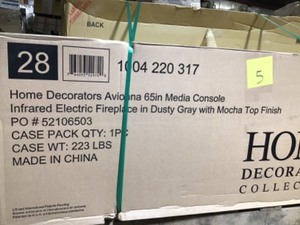 BACK
28
1004 220 317
5
Home Decorators Avionna 65in Media Console
Infrared Electric Fireplace in Dusty Gray with Mocha Top Finish
PO # 52106503
CASE PACK QTY: 1PC
CASE WT: 223 LBS
MADE IN CHINA
HO
DECORA
COLLEC